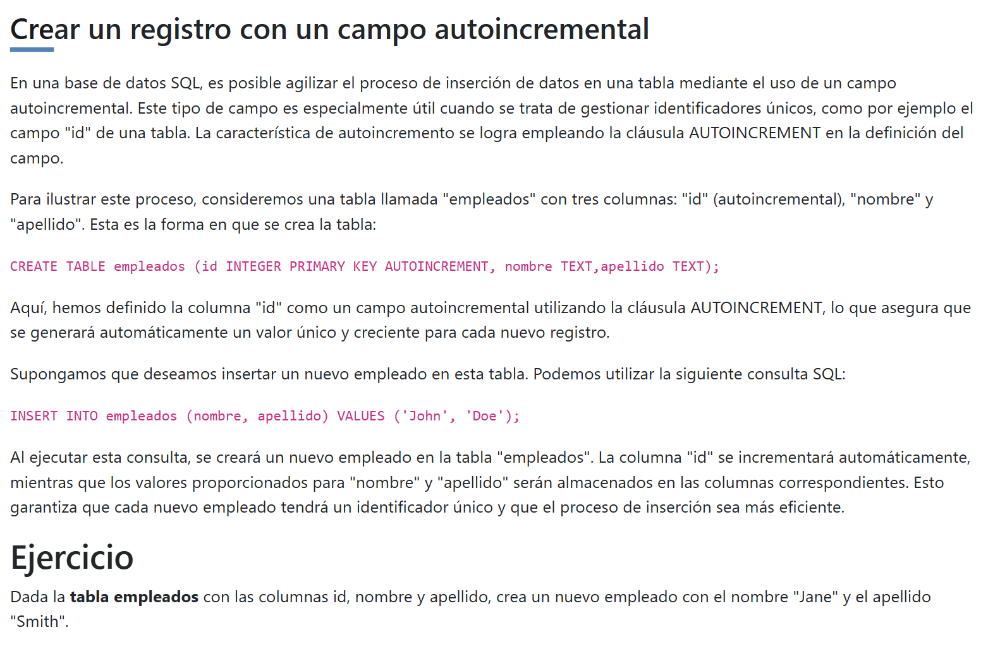 Crear un registro con un campo autoincremental
En una base de datos SQL, es posible agilizar el proceso de inserción de datos en una tabla mediante el uso de un campo
autoincremental. Este tipo de campo es especialmente útil cuando se trata de gestionar identificadores únicos, como por ejemplo el
campo "id" de una tabla. La característica de autoincremento se logra empleando la cláusula AUTOINCREMENT en la definición del
campo.
Para ilustrar este proceso, consideremos una tabla llamada "empleados" con tres columnas: "id" (autoincremental), "nombre" y
"apellido". Esta es la forma en que se crea la tabla:
CREATE TABLE empleados (id INTEGER PRIMARY KEY AUTOINCREMENT, nombre TEXT,apellido TEXT);
Aquí, hemos definido la columna "id" como un campo autoincremental utilizando la cláusula AUTOINCREMENT, lo que asegura que
se generará automáticamente un valor único y creciente para cada nuevo registro.
Supongamos que deseamos insertar un nuevo empleado en esta tabla. Podemos utilizar la siguiente consulta SQL:
INSERT INTO empleados (nombre, apellido) VALUES ('John', 'Doe');
Al ejecutar esta consulta, se creará un nuevo empleado en la tabla "empleados". La columna "id" se incrementará automáticamente,
mientras que los valores proporcionados para "nombre" y "apellido" serán almacenados en las columnas correspondientes. Esto
garantiza que cada nuevo empleado tendrá un identificador único y que el proceso de inserción sea más eficiente.
Ejercicio
Dada la tabla empleados con las columnas id, nombre y apellido, crea un nuevo empleado con el nombre "Jane" y el apellido
"Smith".